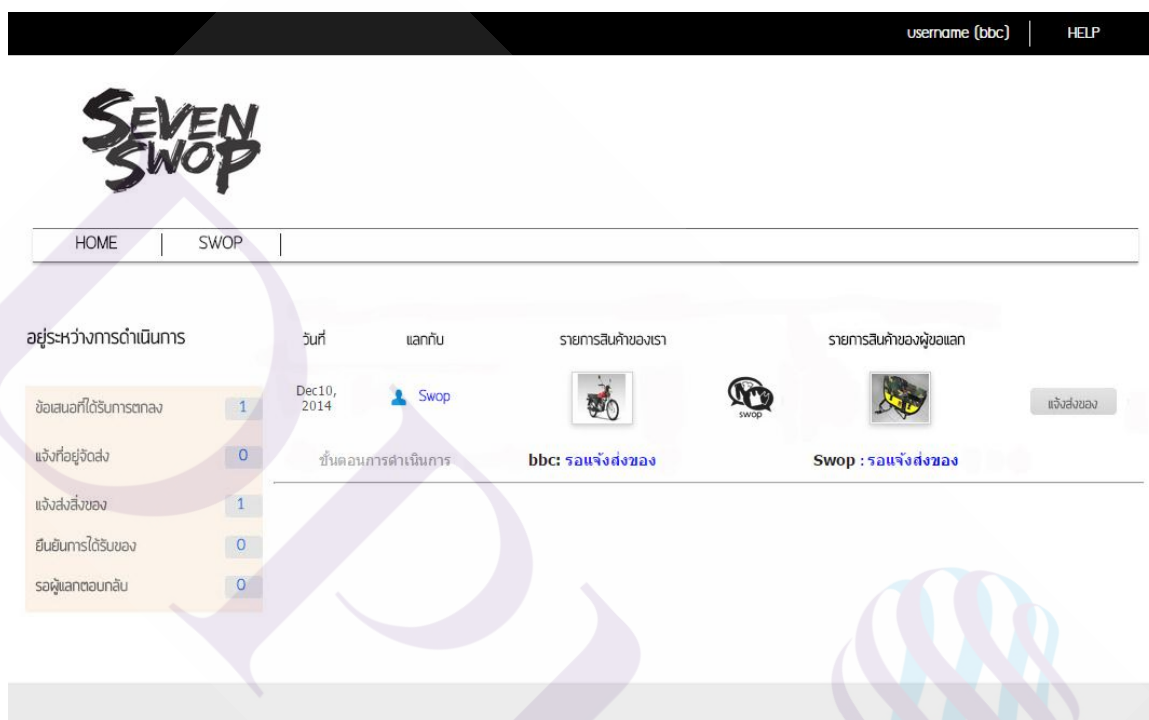 username (bbc) HELP
SEVEN
SWOP
HOME SWOP
อยู่ระหว่างการดำเนินการ
วันที่ แลกกับ รายการสินค้าของเรา รายการสินค้าของผู้ขอแลก
ข้อเสนอที่ได้รับการตกลง 1
แจ้งที่อยู่จัดส่ง 0
แจ้งส่งสิ่งของ 1
ยืนยันการได้รับของ 0
รอผู้แลกตอบกลับ 0
Dec10,
2014
Swop
swop
แจ้งส่งของ
ขั้นตอนการดำเนินการ bbc: รอแจ้งส่งของ Swop : รอแจ้งส่งของ
DPU